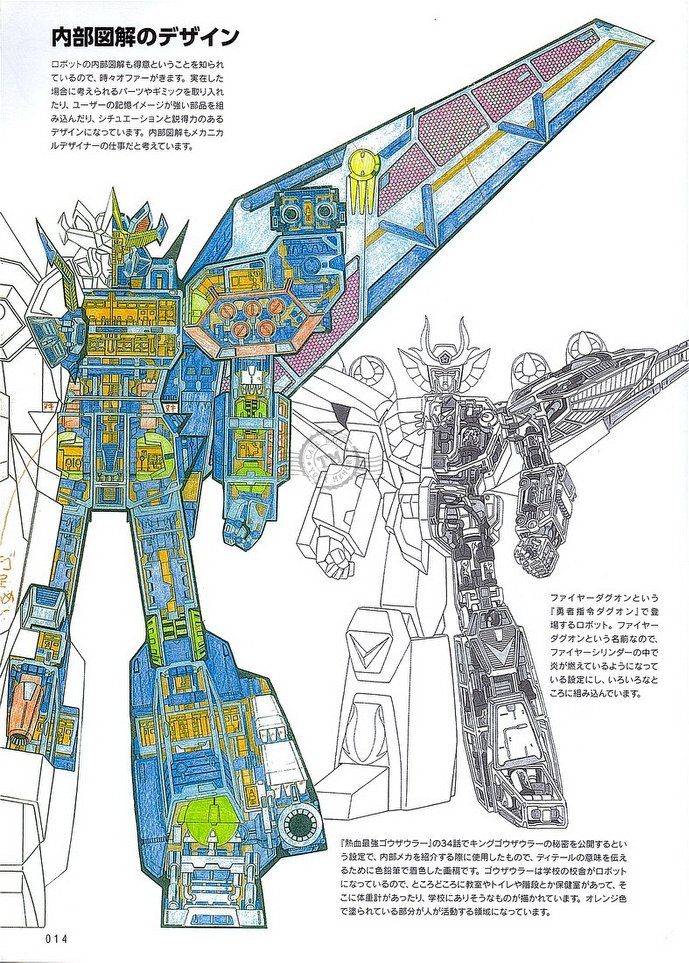 内部図解のデザイン
ロボットの内部図解も得意ということを知られ
ているので、時々オファーがきます。実在した
場合に考えられるパーツやギミックを取り入れ
たり、ユーザーの記憶イメージが強い部品を組
み込んだり、シチュエーションと説得力のある
デザインになっています。内部図解もメカニカ
ルデザイナーの仕事だと考えています。
ファイヤーダグオンという
『勇者指令ダグオン』で登
場するロボット。ファイヤー
ダグオンという名前なので、
ファイヤーシリンダーの中で
炎が燃えているようになって
いる設定にし、いろいろなと
ころに組み込んでいます。
『熱血最強ゴウザウラー』の34話でキングゴウザウラーの秘密を公開するとい
う設定で、内部メカを紹介する際に使用したもので、ディテールの意味を伝え
るために色鉛筆で着色した画稿です。ゴウザウラーは学校の校舎がロボット
になっているので、ところどころに教室やトイレや階段とか保健室があって、そ
こに体重計があったり、学校にありそうなものが描かれています。オレンジ色
で塗られている部分が人が活動する領域になっています。
014